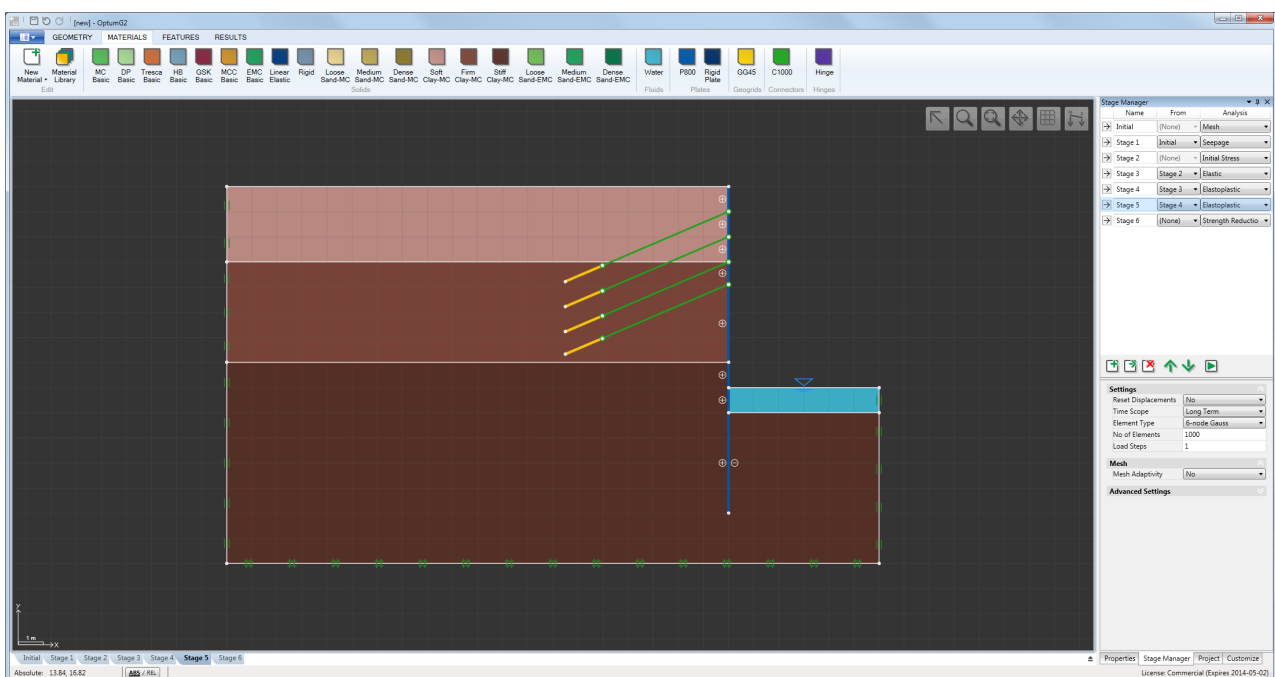 [new] - OptumG2
GEOMETRY MATERIALS FEATURES RESULTS
New Material Material Library MC Basic DP Basic Tresca Basic HB Basic GSK Basic MCC Basic EMC Basic Linear Elastic Rigid Loose Sand-MC Medium Sand-MC Dense Sand-MC Soft Clay-MC Firm Clay-MC Stiff Clay-MC Loose Sand-EMC Medium Sand-EMC Dense Sand-EMC Water P800 Rigid Plate GG45 C1000 Hinge
Edit Solids Fluids Plates Geogrids Connectors Hinges
Stage Manager
Name From Analysis
Initial (None) Mesh
Stage 1 Initial Seepage
Stage 2 (None) Initial Stress
Stage 3 Stage 2 Elastic
Stage 4 Stage 3 Elastoplastic
Stage 5 Stage 4 Elastoplastic
Stage 6 (None) Strength Reductio
Settings
Reset Displacements No
Time Scope Long Term
Element Type 6-node Gauss
No of Elements 1000
Load Steps 1
Mesh
Mesh Adaptivity No
Advanced Settings
y
1 m
x
Initial Stage 1 Stage 2 Stage 3 Stage 4 Stage 5 Stage 6
Properties Stage Manager Project Customize
Absolute: 13.84, 16.82 ABS / REL
License: Commercial (Expires 2014-05-02)